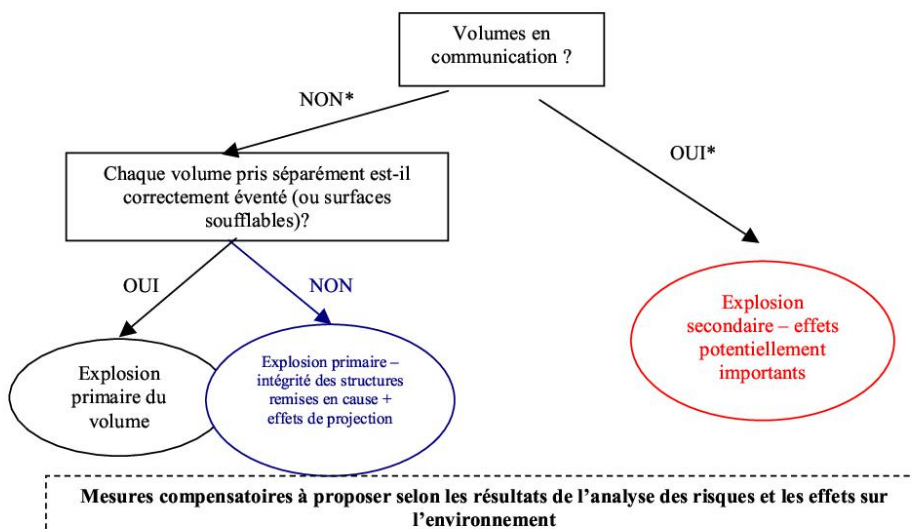 Volumes en
communication ?
NON*
OUI*
Chaque volume pris séparément est-il
correctement éventé (ou surfaces
soufflables)?
OUI
NON
Explosion
primaire du
volume
Explosion primaire –
intégrité des structures
remises en cause +
effets de projection
Explosion
secondaire – effets
potentiellement
importants
Mesures compensatoires à proposer selon les résultats de l'analyse des risques et les effets sur
l'environnement